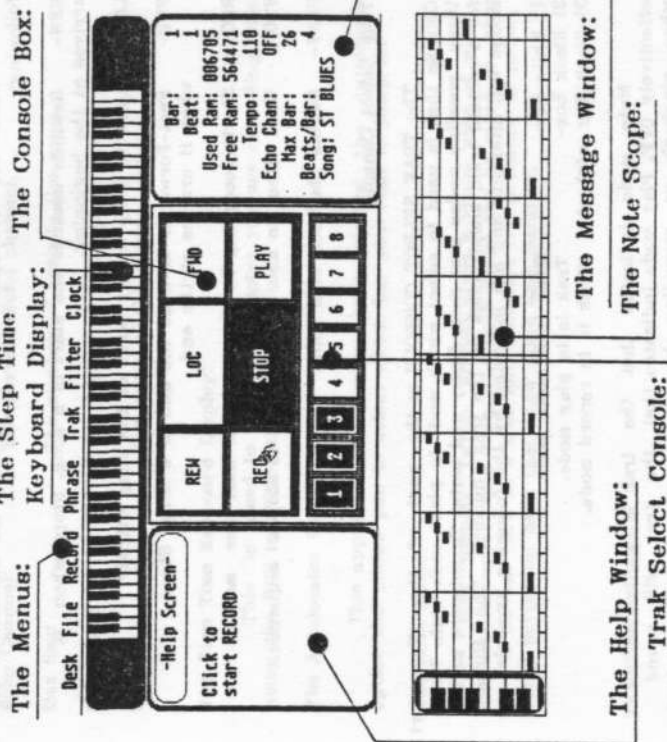 The Menus:
The Step Time
Keyboard Display:
The Console Box:
Desk File Record Phrase Trak Filter Clock
-Help Screen-
Click to
start RECORD
REW
LOC
FWD
REC
STOP
PLAY
1 2 3 4 5 6 7 8
Bar: 1
Beat: 1
Used Ram: 006705
Free Ram: 564471
Tempo: 110
Echo Chan: OFF
Max Bar: 26
Beats/Bar: 4
Song: ST BLUES
The Help Window:
Trak Select Console:
The Message Window:
The Note Scope: